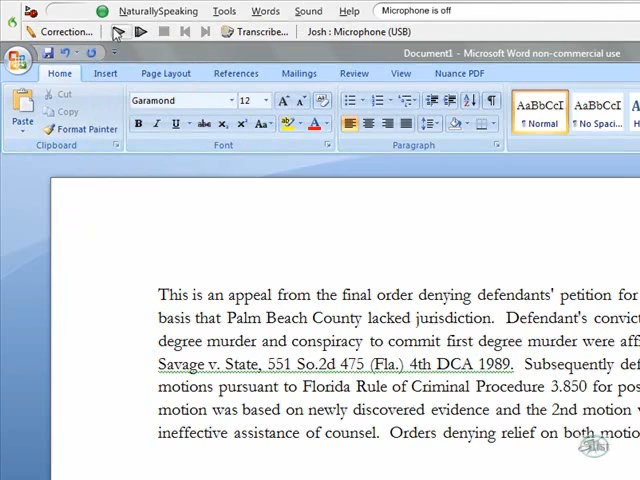 NaturallySpeaking Tools Words Sound Help Microphone is off
Correction... Transcribe... Josh : Microphone (USB)
Document1 - Microsoft Word non-commercial use
Home Insert Page Layout References Mailings Review View Nuance PDF
Paste
Cut
Copy
Format Painter
Clipboard
Garamond 12
B I U abc x₂ x² Aa
Font
Paragraph
AaBbCcI AaBbCcI
¶ Normal ¶ No Spaci...
This is an appeal from the final order denying defendants' petition for
basis that Palm Beach County lacked jurisdiction. Defendant's convict
degree murder and conspiracy to commit first degree murder were aff
Savage v. State, 551 So.2d 475 (Fla.) 4th DCA 1989. Subsequently def
motions pursuant to Florida Rule of Criminal Procedure 3.850 for pos
motion was based on newly discovered evidence and the 2nd motion
ineffective assistance of counsel. Orders denying relief on both motio